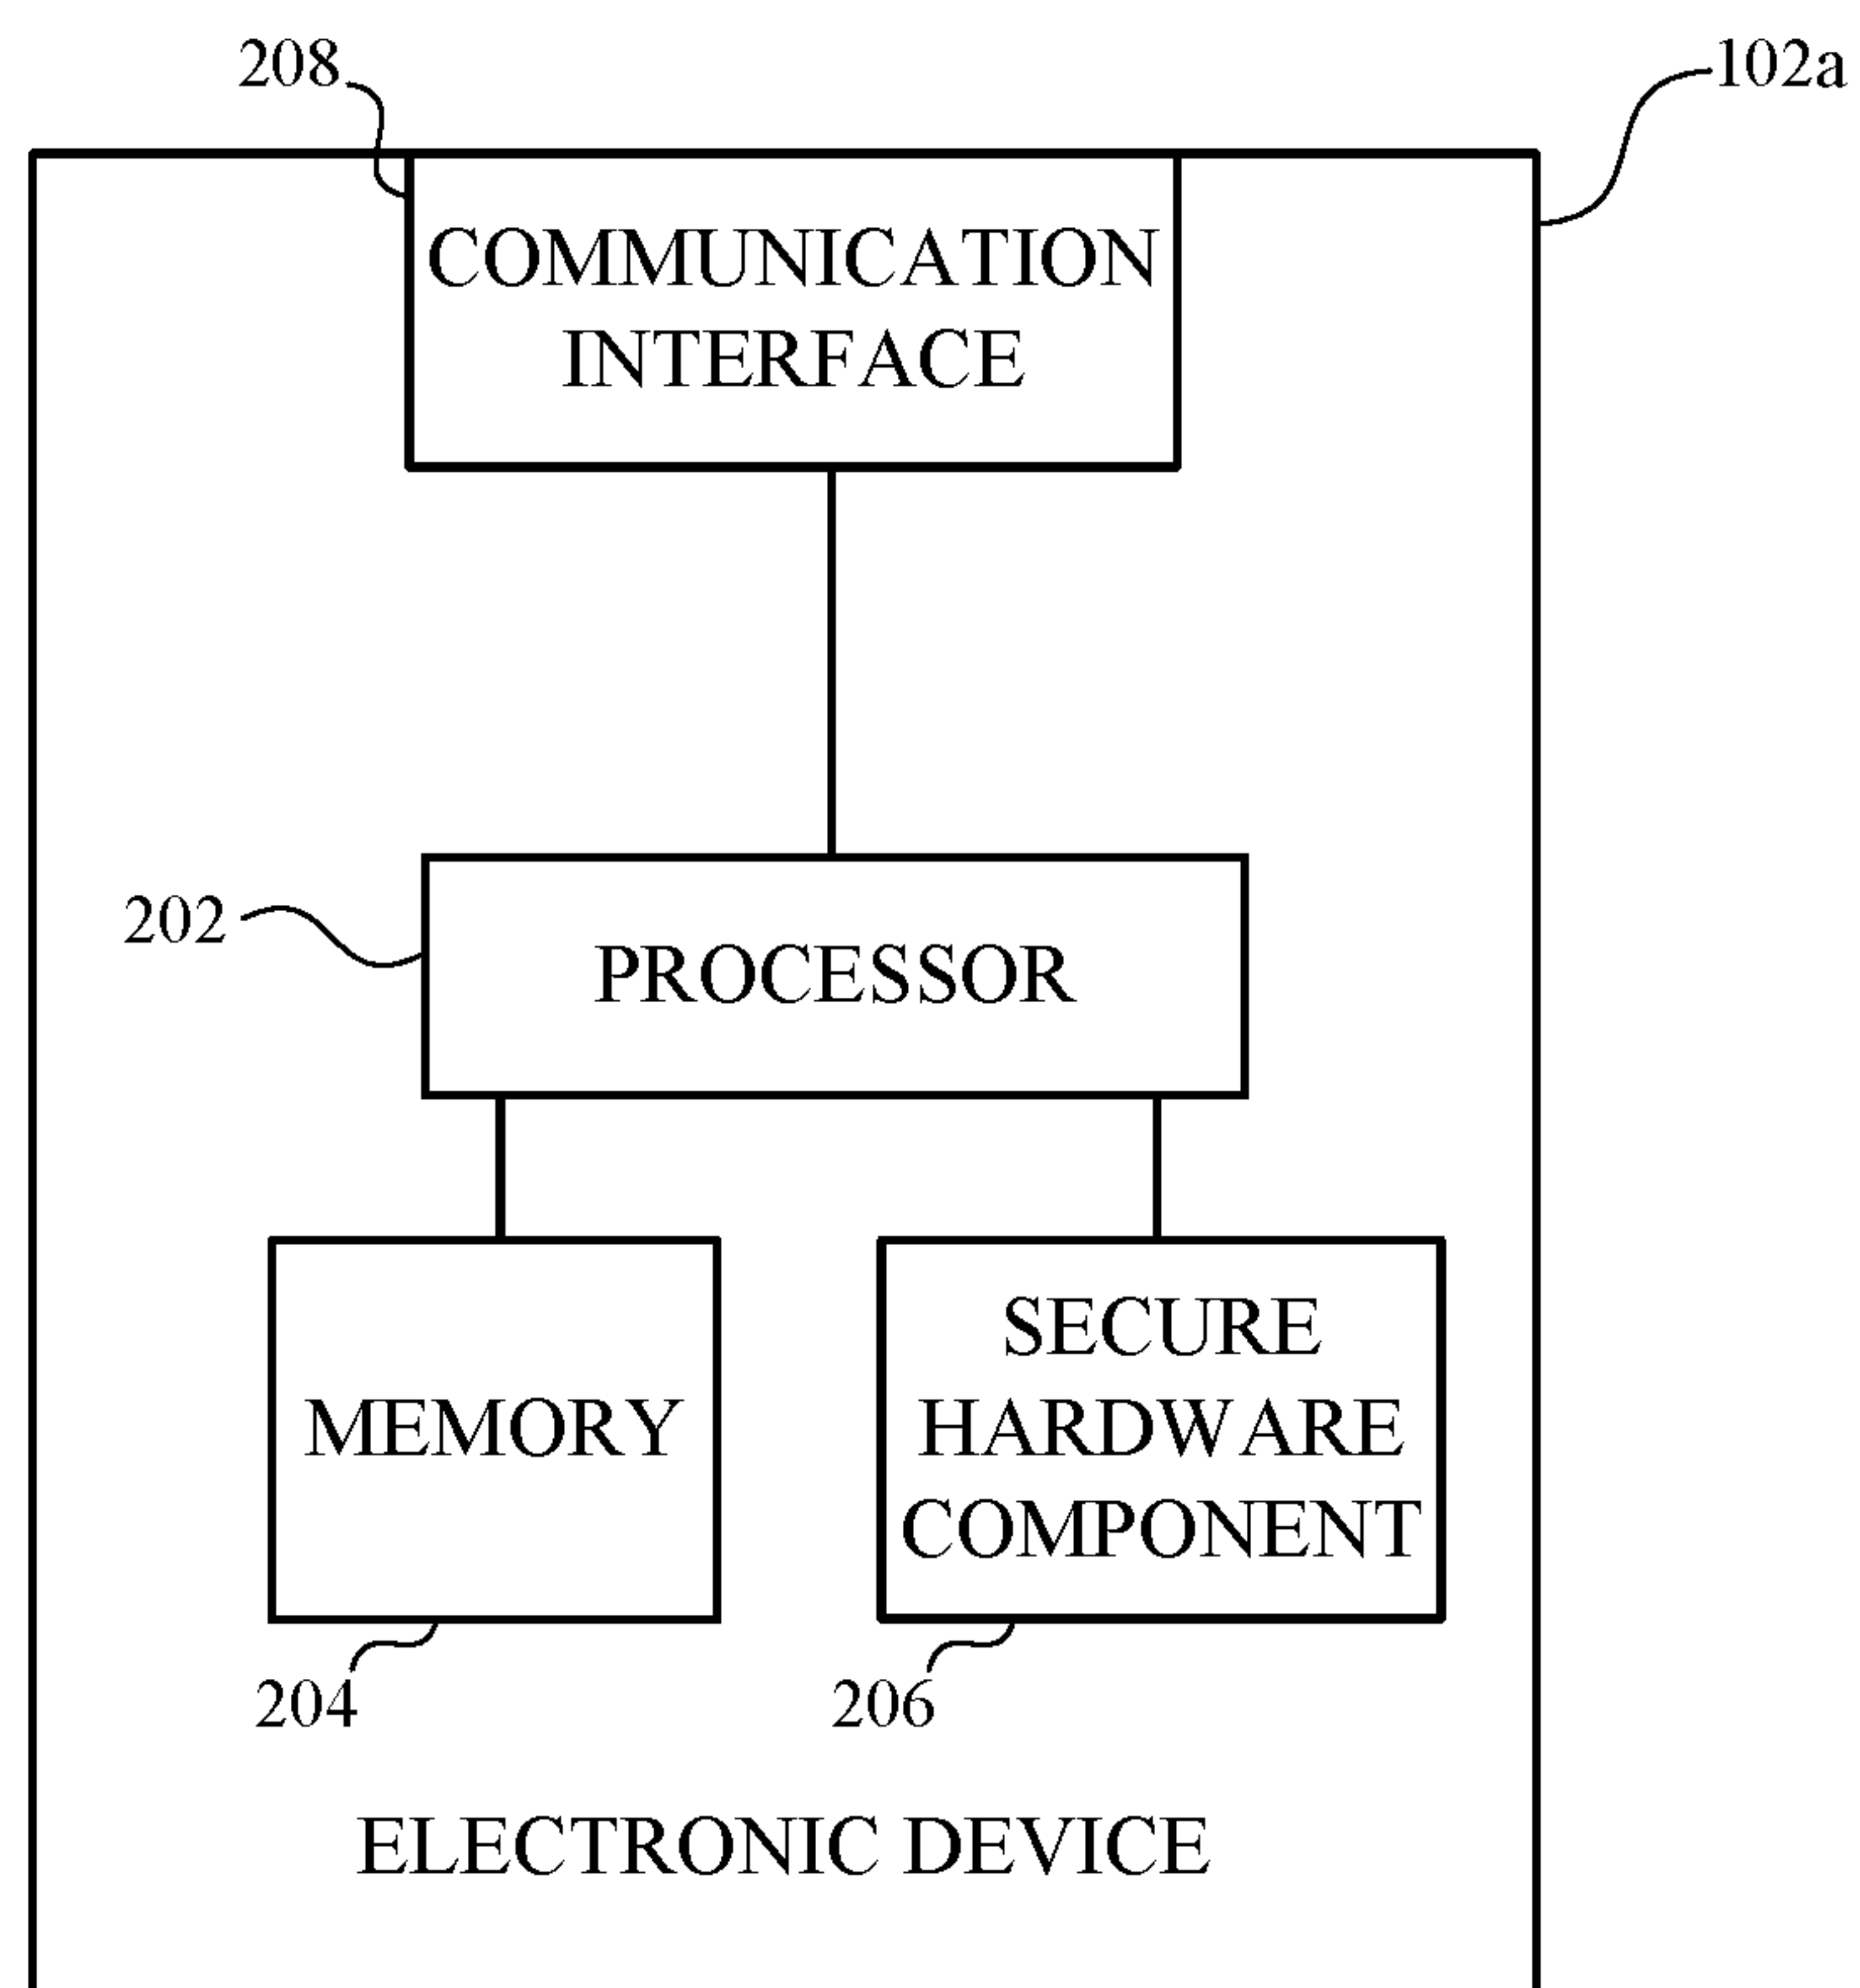 208
102a
COMMUNICATION
INTERFACE
202
PROCESSOR
MEMORY
SECURE
HARDWARE
COMPONENT
204
206
ELECTRONIC DEVICE